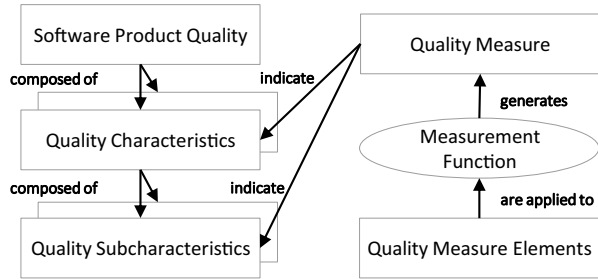 Software Product Quality
Quality Measure
composed of
indicate
generates
Quality Characteristics
Measurement
Function
composed of
indicate
are applied to
Quality Subcharacteristics
Quality Measure Elements